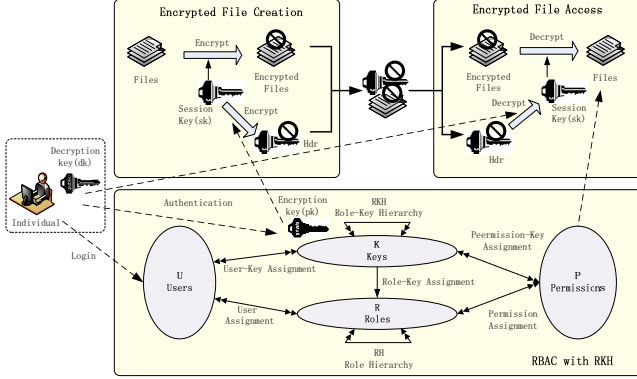 Encrypted File Creation
Encrypted File Access
Encrypt
Decrypt
Files
Encrypted
Files
Encrypted
Files
Files
Session
Key(sk)
Encrypt
Hdr
Decrypt
Session
Key(sk)
Hdr
Decryption
key(dk)
Individual
Authentication
Login
Encryption
key(pk)
RKH
Role-Key Hierarchy
K
Keys
Peermission-Key
Assignment
User-Key Assignment
Role-Key Assignment
U
Users
P
Permissions
User
Assignment
R
Roles
Permission
Assignment
RH
Role Hierarchy
RBAC with RKH